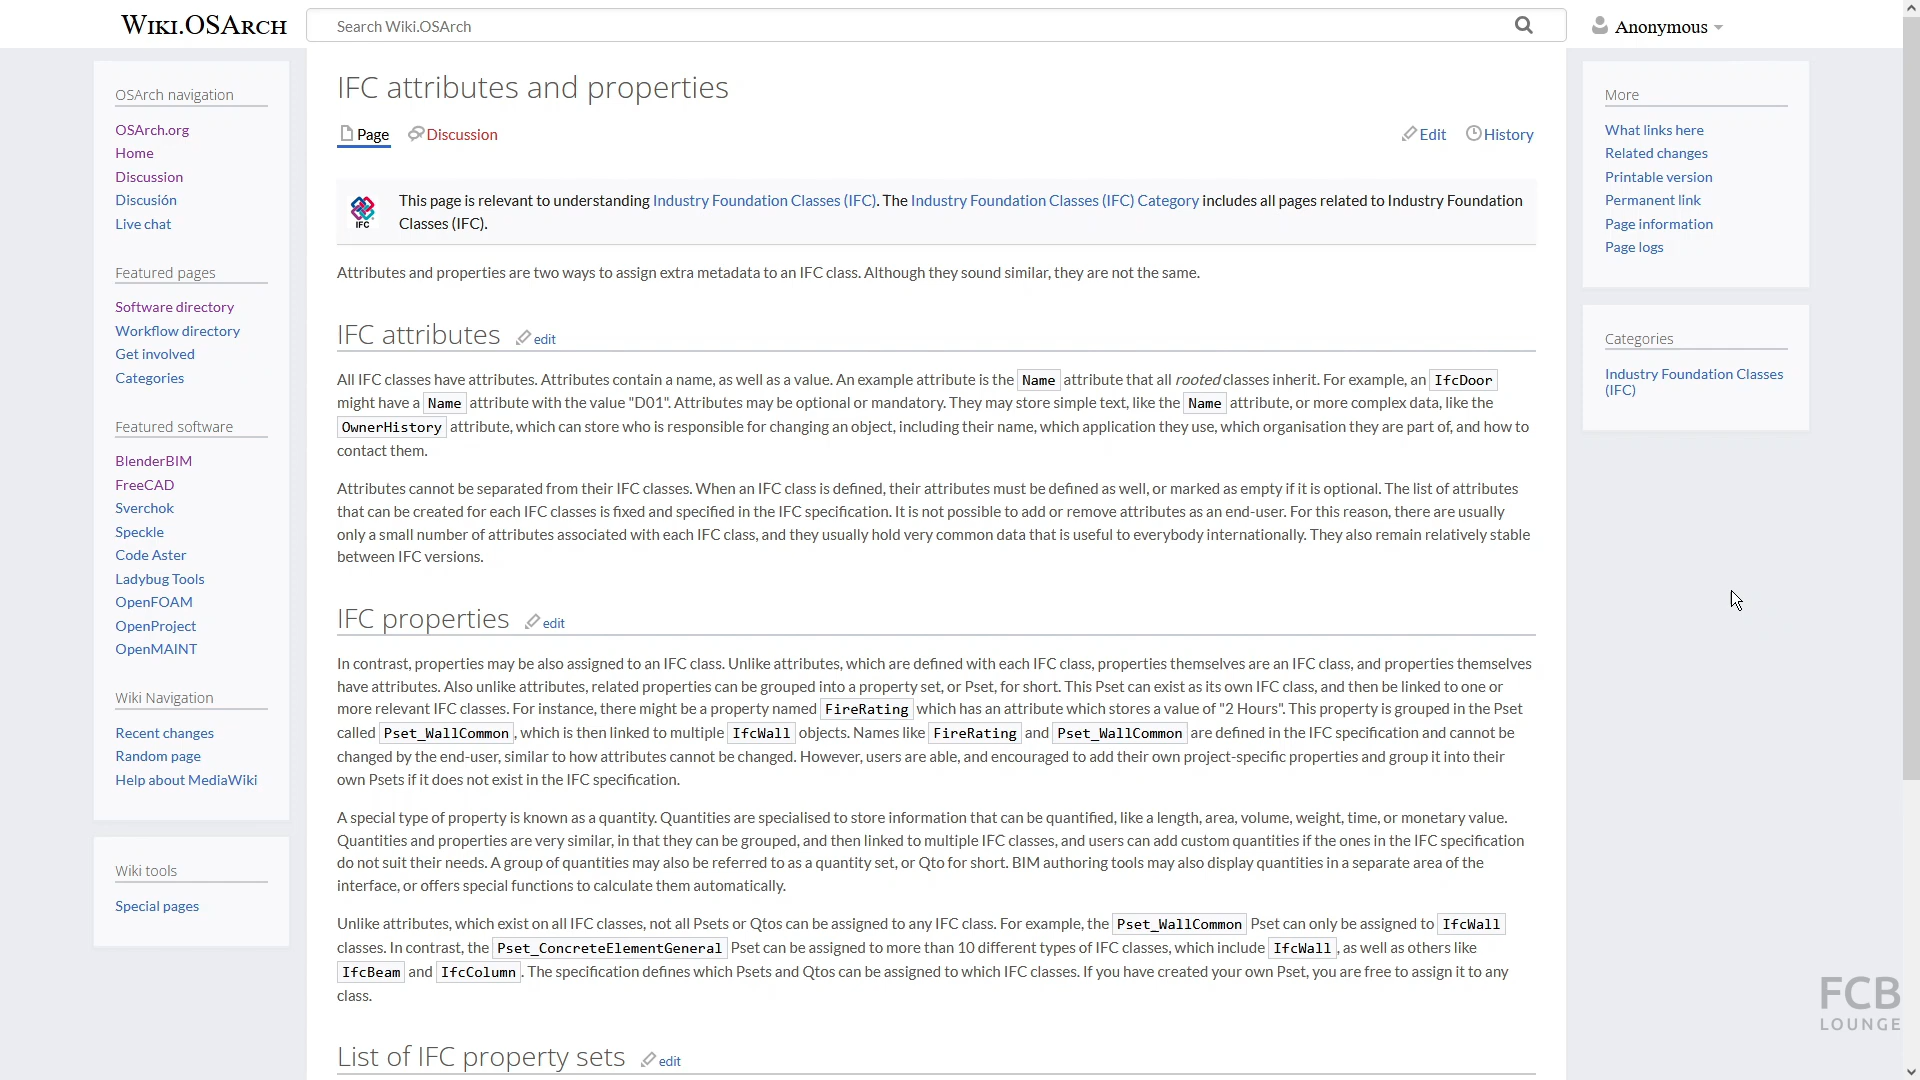 WIKI.OSARCH
Search Wiki.OSArch
Anonymous
OSArch navigation
OSArch.org
Home
Discussion
Discusión
Live chat
Featured pages
Software directory
Workflow directory
Get involved
Categories
Featured software
BlenderBIM
FreeCAD
Sverchok
Speckle
Code Aster
Ladybug Tools
OpenFOAM
OpenProject
OpenMAINT
Wiki Navigation
Recent changes
Random page
Help about MediaWiki
Wiki tools
Special pages
IFC attributes and properties
Page Discussion Edit History
IFC
This page is relevant to understanding Industry Foundation Classes (IFC). The Industry Foundation Classes (IFC) Category includes all pages related to Industry Foundation
Classes (IFC).
Attributes and properties are two ways to assign extra metadata to an IFC class. Although they sound similar, they are not the same.
IFC attributes edit
All IFC classes have attributes. Attributes contain a name, as well as a value. An example attribute is the Name attribute that all rooted classes inherit. For example, an IfcDoor
might have a Name attribute with the value "D01". Attributes may be optional or mandatory. They may store simple text, like the Name attribute, or more complex data, like the
OwnerHistory attribute, which can store who is responsible for changing an object, including their name, which application they use, which organisation they are part of, and how to
contact them.
Attributes cannot be separated from their IFC classes. When an IFC class is defined, their attributes must be defined as well, or marked as empty if it is optional. The list of attributes
that can be created for each IFC classes is fixed and specified in the IFC specification. It is not possible to add or remove attributes as an end-user. For this reason, there are usually
only a small number of attributes associated with each IFC class, and they usually hold very common data that is useful to everybody internationally. They also remain relatively stable
between IFC versions.
IFC properties edit
In contrast, properties may be also assigned to an IFC class. Unlike attributes, which are defined with each IFC class, properties themselves are an IFC class, and properties themselves
have attributes. Also unlike attributes, related properties can be grouped into a property set, or Pset, for short. This Pset can exist as its own IFC class, and then be linked to one or
more relevant IFC classes. For instance, there might be a property named FireRating which has an attribute which stores a value of "2 Hours". This property is grouped in the Pset
called Pset_WallCommon, which is then linked to multiple IfcWall objects. Names like FireRating and Pset_WallCommon are defined in the IFC specification and cannot be
changed by the end-user, similar to how attributes cannot be changed. However, users are able, and encouraged to add their own project-specific properties and group it into their
own Psets if it does not exist in the IFC specification.
A special type of property is known as a quantity. Quantities are specialised to store information that can be quantified, like a length, area, volume, weight, time, or monetary value.
Quantities and properties are very similar, in that they can be grouped, and then linked to multiple IFC classes, and users can add custom quantities if the ones in the IFC specification
do not suit their needs. A group of quantities may also be referred to as a quantity set, or Qto for short. BIM authoring tools may also display quantities in a separate area of the
interface, or offers special functions to calculate them automatically.
Unlike attributes, which exist on all IFC classes, not all Psets or Qtos can be assigned to any IFC class. For example, the Pset_WallCommon Pset can only be assigned to IfcWall
classes. In contrast, the Pset_ConcreteElementGeneral Pset can be assigned to more than 10 different types of IFC classes, which include IfcWall, as well as others like
IfcBeam and IfcColumn. The specification defines which Psets and Qtos can be assigned to which IFC classes. If you have created your own Pset, you are free to assign it to any
class.
List of IFC property sets edit
More
What links here
Related changes
Printable version
Permanent link
Page information
Page logs
Categories
Industry Foundation Classes
(IFC)
FCB
LOUNGE